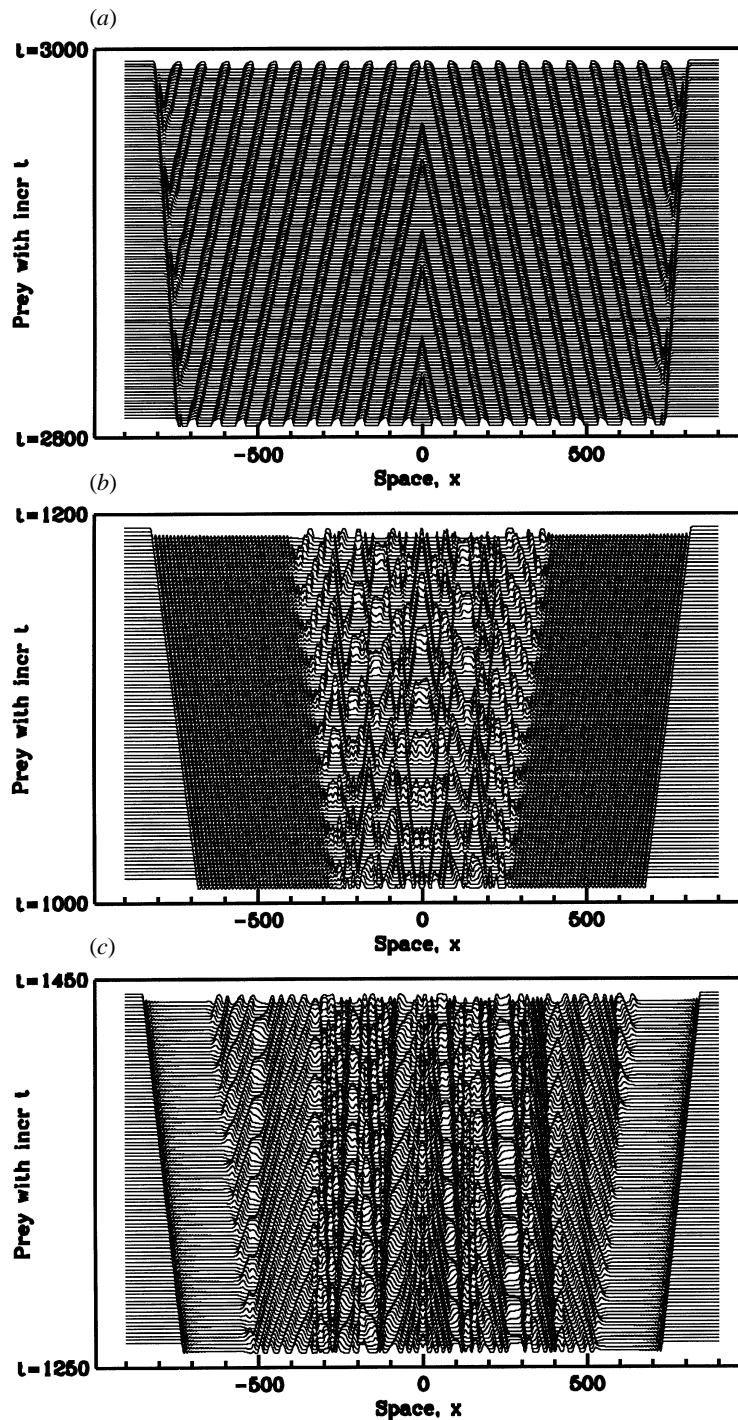 (a)
t=3000
Prey with incr t
t=2800
-500 0 500
Space, x
(b)
t=1200
Prey with incr t
t=1000
-500 0 500
Space, x
(c)
t=1450
Prey with incr t
t=1250
-500 0 500
Space, x